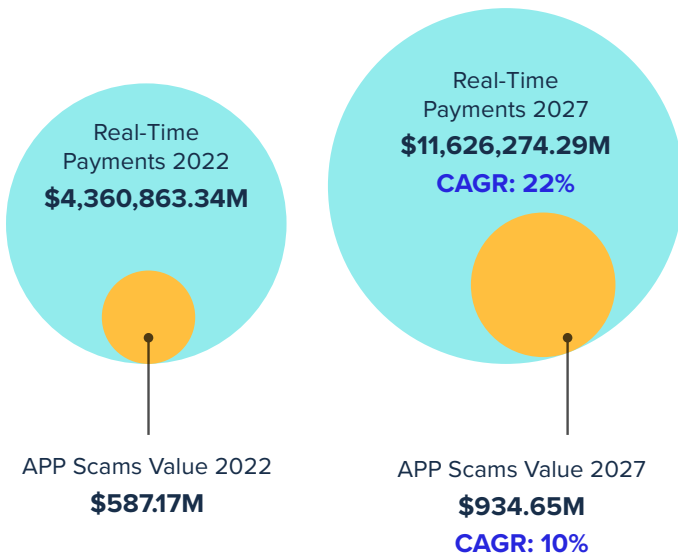 Real-Time
Payments 2022
$4,360,863.34M
Real-Time
Payments 2027
$11,626,274.29M
CAGR: 22%
APP Scams Value 2022
$587.17M
APP Scams Value 2027
$934.65M
CAGR: 10%